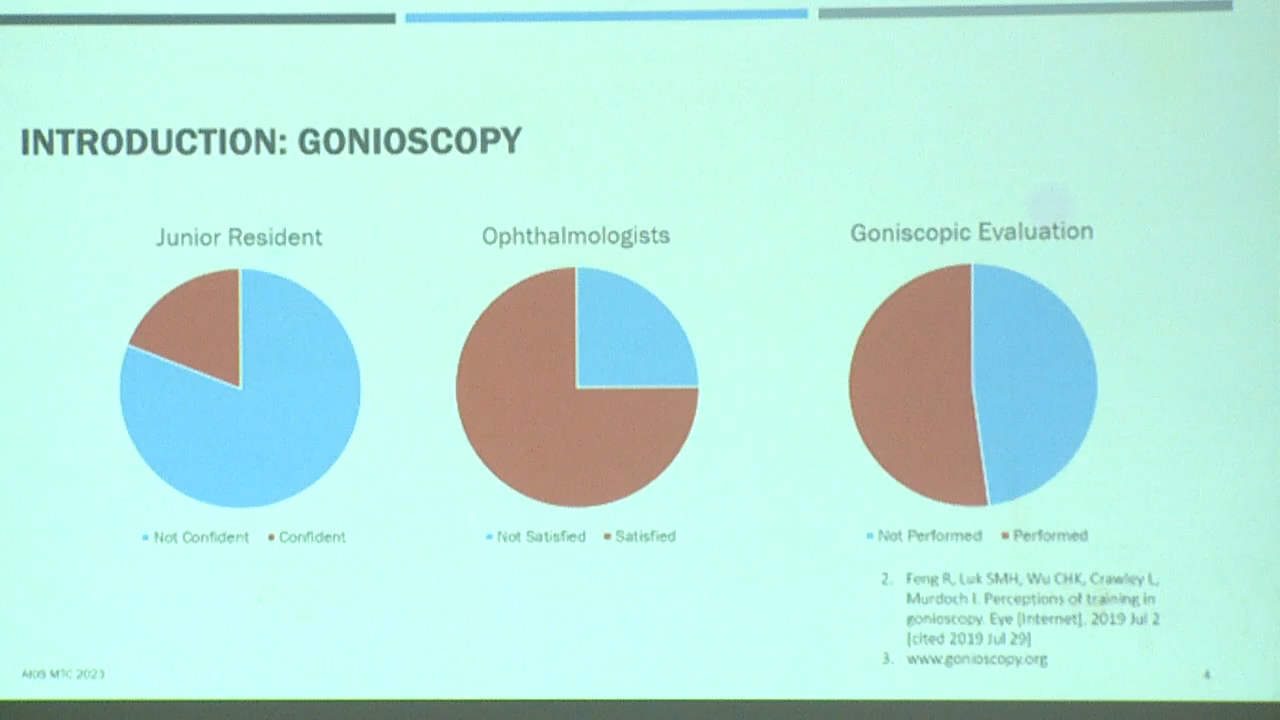 INTRODUCTION: GONIOSCOPY
Junior Resident
Ophthalmologists
Goniscopic Evaluation
Not Confident Confident
Not Satisfied Satisfied
Not Performed Performed
2. Feng R, Luk SMH, Wu CHK, Crawley L,
Murdoch I. Perceptions of training in
gonioscopy. Eye [Internet]. 2019 Jul 2
[cited 2019 Jul 29]
3. www.gonioscopy.org
AIOS MTC 2023
4